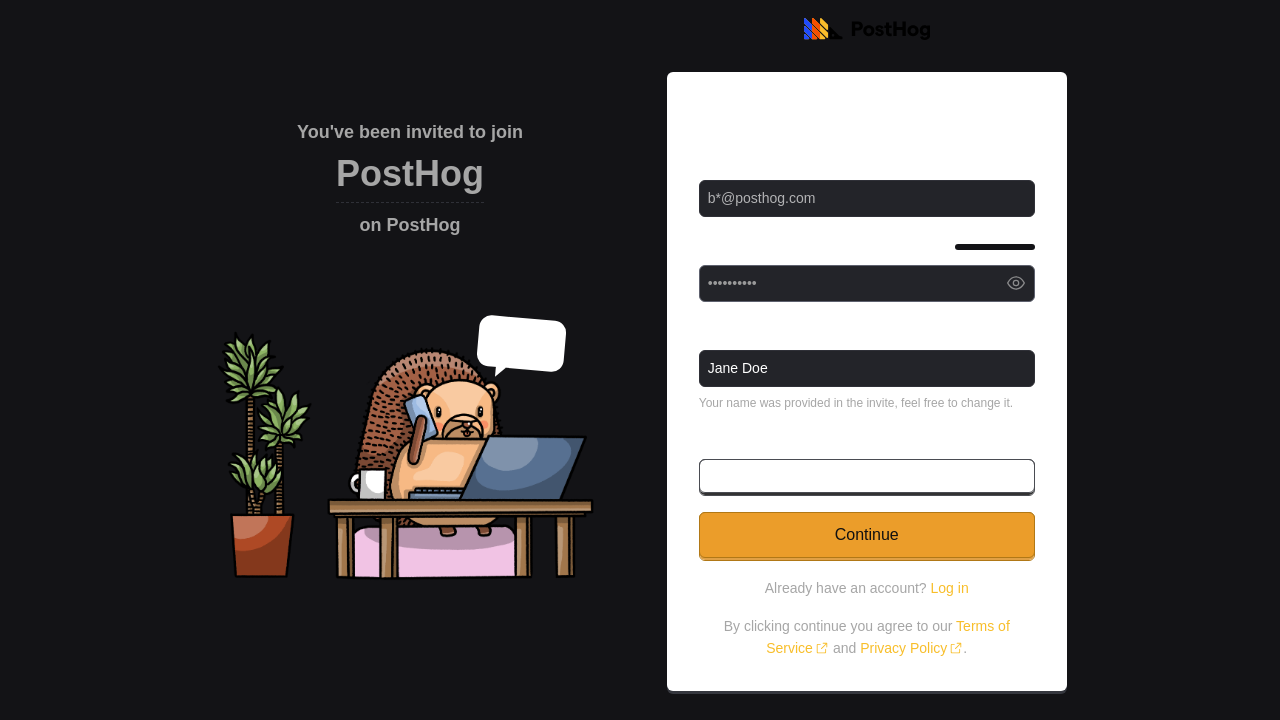 PostHog
You've been invited to join
PostHog
on PostHog
b*@posthog.com
••••••••••
Jane Doe
Your name was provided in the invite, feel free to change it.
Continue
Already have an account? Log in
By clicking continue you agree to our Terms of
Service and Privacy Policy.